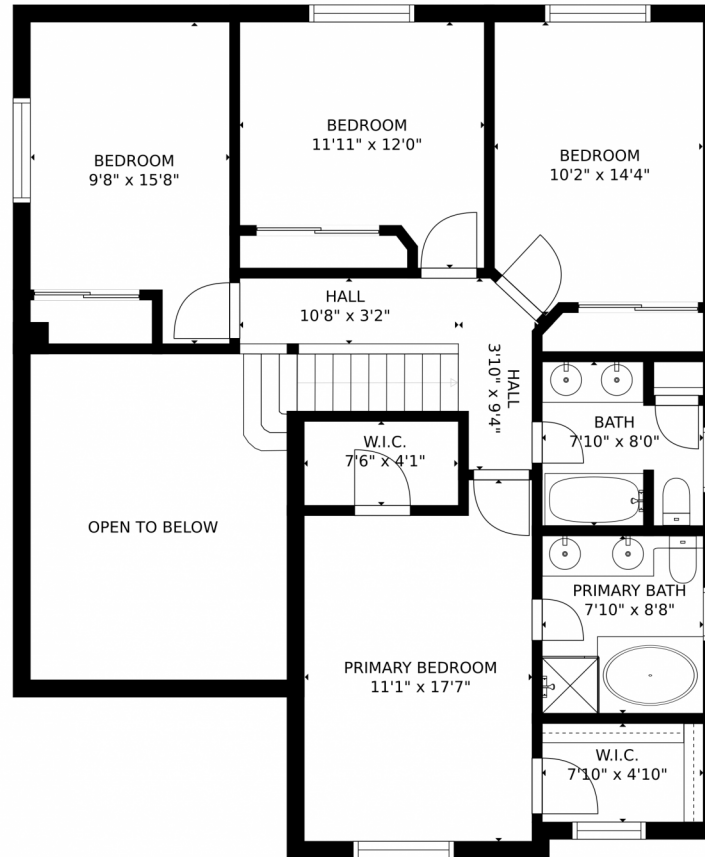 BEDROOM
9'8" x 15'8"
BEDROOM
11'11" x 12'0"
BEDROOM
10'2" x 14'4"
HALL
10'8" x 3'2"
HALL
3'10" x 9'4"
BATH
7'10" x 8'0"
W.I.C.
7'6" x 4'1"
OPEN TO BELOW
PRIMARY BATH
7'10" x 8'8"
PRIMARY BEDROOM
11'1" x 17'7"
W.I.C.
7'10" x 4'10"